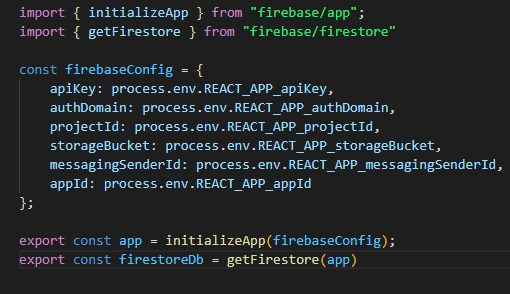 import { initializeApp } from "firebase/app";
import { getFirestore } from "firebase/firestore"

const firebaseConfig = {
    apiKey: process.env.REACT_APP_apiKey,
    authDomain: process.env.REACT_APP_authDomain,
    projectId: process.env.REACT_APP_projectId,
    storageBucket: process.env.REACT_APP_storageBucket,
    messagingSenderId: process.env.REACT_APP_messagingSenderId,
    appId: process.env.REACT_APP_appId
};

export const app = initializeApp(firebaseConfig);
export const firestoreDb = getFirestore(app)